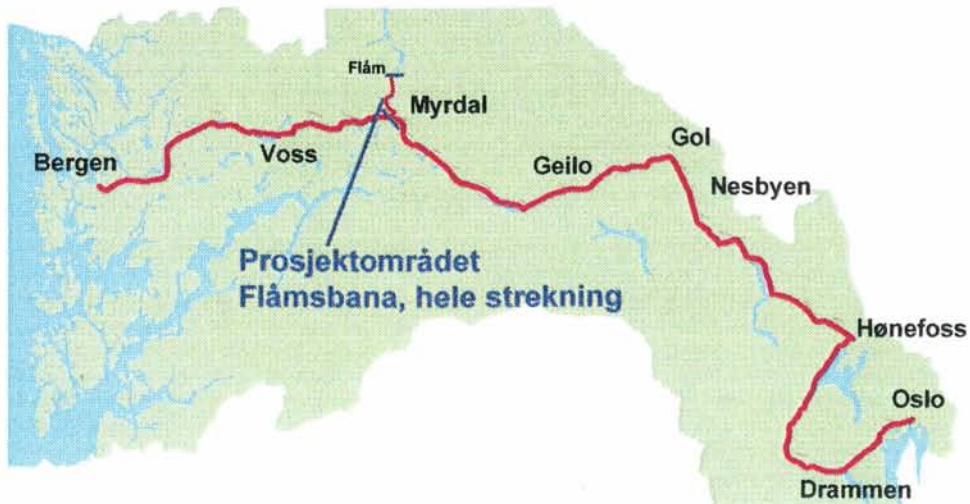 Flåm
Myrdal
Gol
Bergen
Voss
Geilo
Nesbyen
Prosjektområdet
Flåmsbana, hele strekning
Hønefoss
Oslo
Drammen